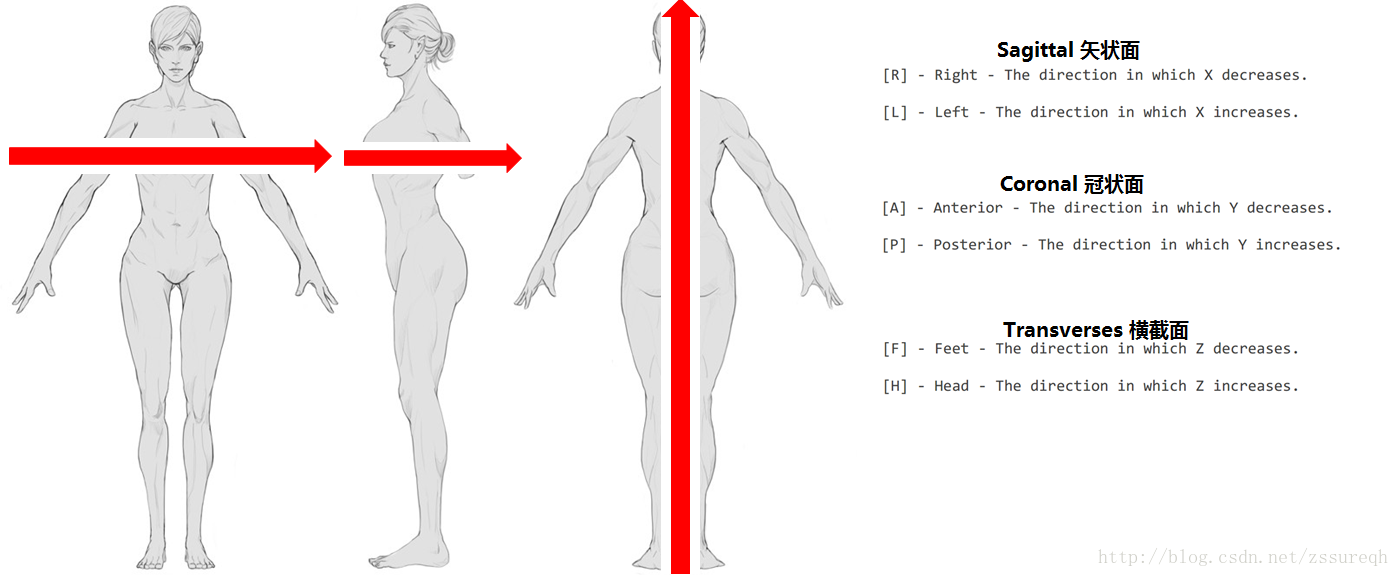 Sagittal 矢状面
[R] - Right - The direction in which X decreases.
[L] - Left - The direction in which X increases.
Coronal 冠状面
[A] - Anterior - The direction in which Y decreases.
[P] - Posterior - The direction in which Y increases.
Transverses 横截面
[F] - Feet - The direction in which Z decreases.
[H] - Head - The direction in which Z increases.
http://blog.csdn.net/zssureqh